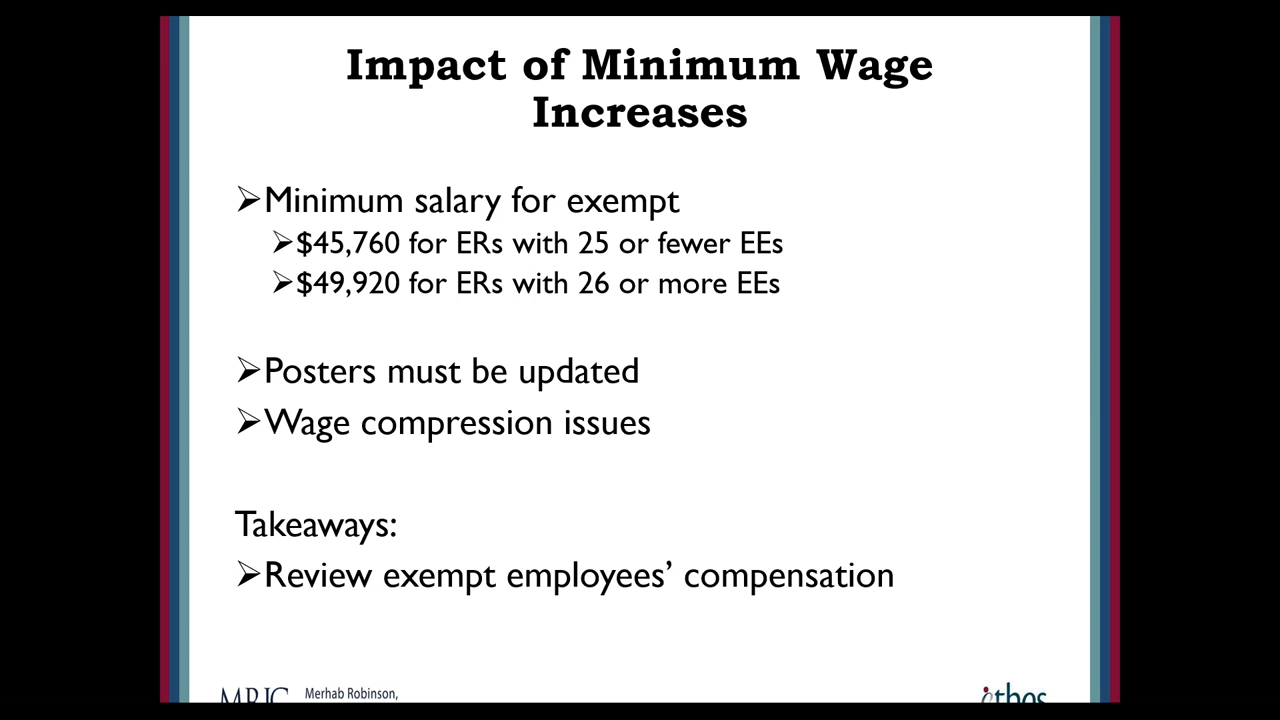 Impact of Minimum Wage
Increases
➢Minimum salary for exempt
➢$45,760 for ERs with 25 or fewer EEs
➢$49,920 for ERs with 26 or more EEs
➢Posters must be updated
➢Wage compression issues
Takeaways:
➢Review exempt employees’ compensation
MRJC Merhab Robinson,
ethos